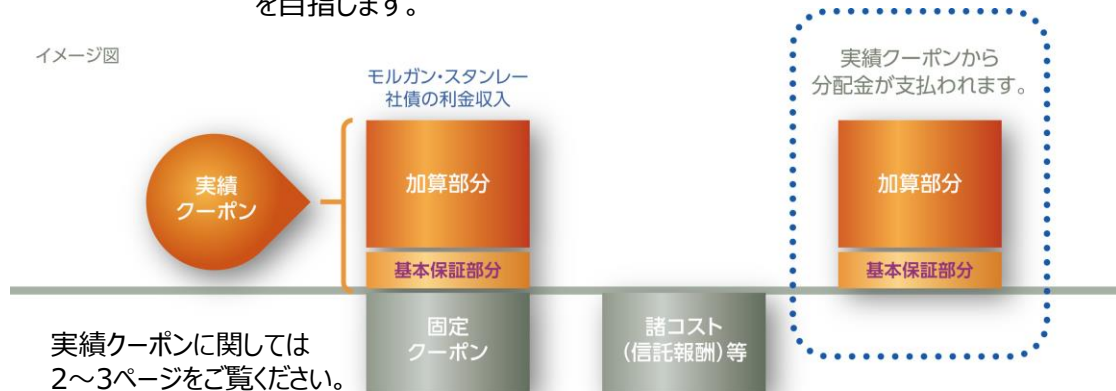 を目指します。
イメージ図
モルガン・スタンレー
社債の利金収入
実績クーポンから
分配金が支払われます。
実績
クーポン
加算部分
加算部分
基本保証部分
基本保証部分
固定
クーポン
諸コスト
(信託報酬)等
実績クーポンに関しては
2～3ページをご覧ください。